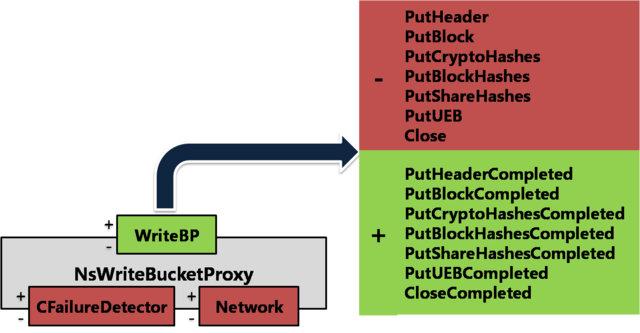 PutHeader
PutBlock
PutCryptoHashes
PutBlockHashes
PutShareHashes
PutUEB
Close
-
PutHeaderCompleted
PutBlockCompleted
PutCryptoHashesCompleted
PutBlockHashesCompleted
PutShareHashesCompleted
PutUEBCompleted
CloseCompleted
+
+
-
WriteBP
NsWriteBucketProxy
+
-
CFailureDetector
+
-
Network